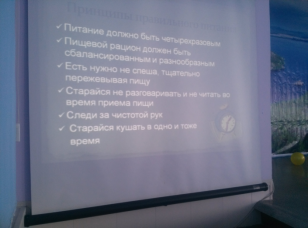 Питание должно быть четырехразовым
Пищевой рацион должен быть
сбалансированным и разнообразным
Есть нужно не спеша, тщательно
пережевывая пищу
Старайся не разговаривать и не читать во
время приема пищи
Следи за чистотой рук
Старайся кушать в одно и тоже
время